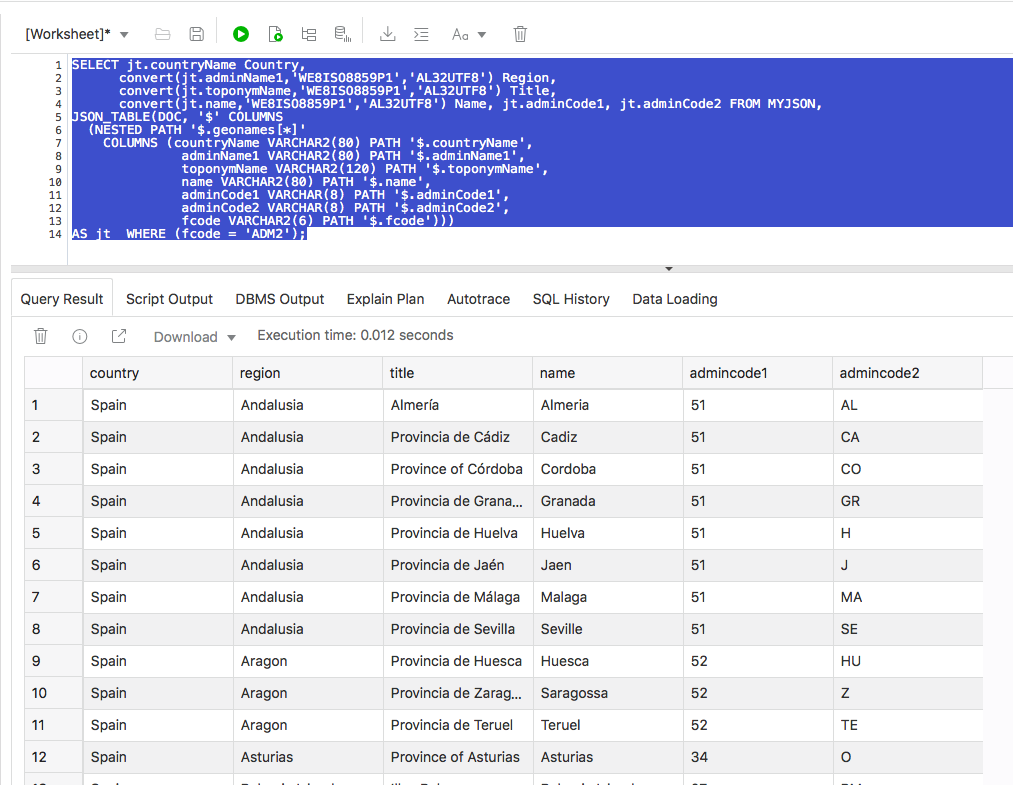 [Worksheet]*
Aa
1 SELECT jt.countryName Country,
2 convert(jt.adminName1,'WE8ISO8859P1','AL32UTF8') Region,
3 convert(jt.toponymName,'WE8ISO8859P1','AL32UTF8') Title,
4 convert(jt.name,'WE8ISO8859P1','AL32UTF8') Name, jt.adminCode1, jt.adminCode2 FROM MYJSON,
5 JSON_TABLE(DOC, '$' COLUMNS
6 (NESTED PATH '$.geonames[*]'
7 COLUMNS (countryName VARCHAR2(80) PATH '$.countryName',
8 adminName1 VARCHAR2(80) PATH '$.adminName1',
9 toponymName VARCHAR2(120) PATH '$.toponymName',
10 name VARCHAR2(80) PATH '$.name',
11 adminCode1 VARCHAR(8) PATH '$.adminCode1',
12 adminCode2 VARCHAR(8) PATH '$.adminCode2',
13 fcode VARCHAR2(6) PATH '$.fcode')))
14 AS jt WHERE (fcode = 'ADM2');
Query Result Script Output DBMS Output Explain Plan Autotrace SQL History Data Loading
Download Execution time: 0.012 seconds
country region title name admincode1 admincode2
1 Spain Andalusia Almería Almeria 51 AL
2 Spain Andalusia Provincia de Cádiz Cadiz 51 CA
3 Spain Andalusia Province of Córdoba Cordoba 51 CO
4 Spain Andalusia Provincia de Grana... Granada 51 GR
5 Spain Andalusia Provincia de Huelva Huelva 51 H
6 Spain Andalusia Provincia de Jaén Jaen 51 J
7 Spain Andalusia Provincia de Málaga Malaga 51 MA
8 Spain Andalusia Provincia de Sevilla Seville 51 SE
9 Spain Aragon Provincia de Huesca Huesca 52 HU
10 Spain Aragon Provincia de Zarag... Saragossa 52 Z
11 Spain Aragon Provincia de Teruel Teruel 52 TE
12 Spain Asturias Province of Asturias Asturias 34 O